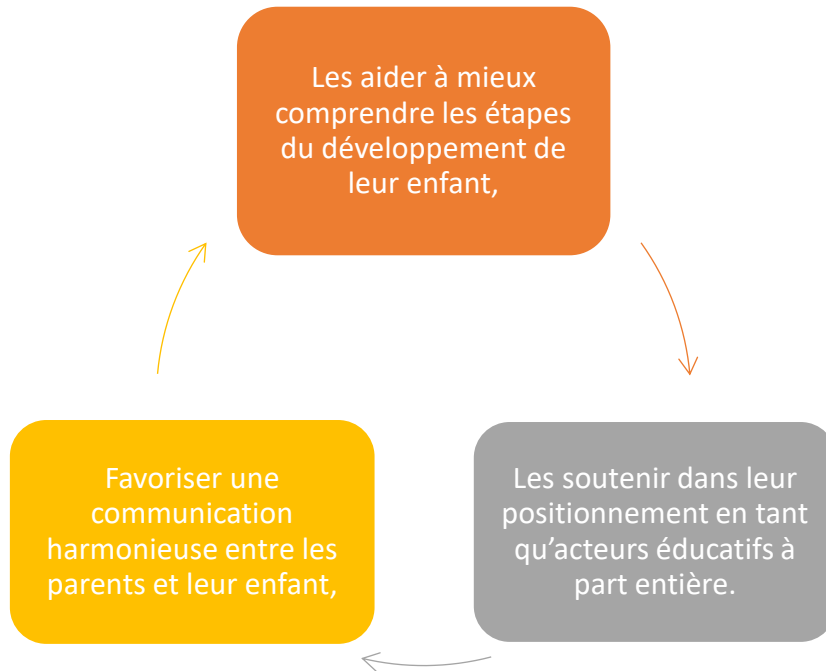 Les aider à mieux
comprendre les étapes
du développement de
leur enfant,
Les soutenir dans leur
positionnement en tant
qu’acteurs éducatifs à
part entière.
Favoriser une
communication
harmonieuse entre les
parents et leur enfant,